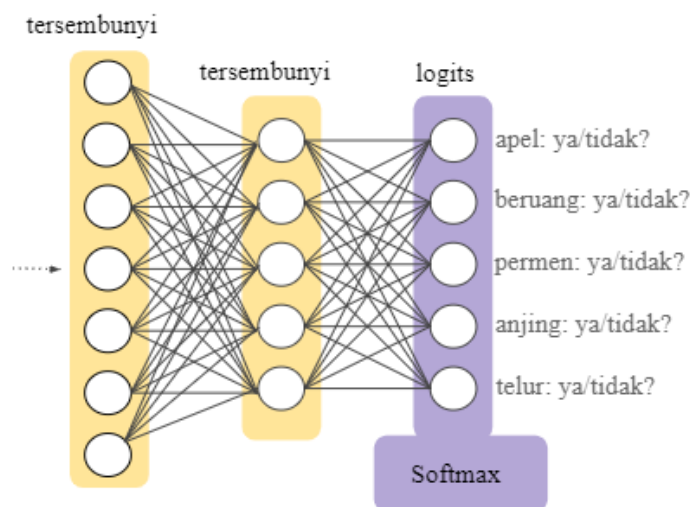 tersembunyi
tersembunyi
logits
apel: ya/tidak?
beruang: ya/tidak?
permen: ya/tidak?
anjing: ya/tidak?
telur: ya/tidak?
Softmax